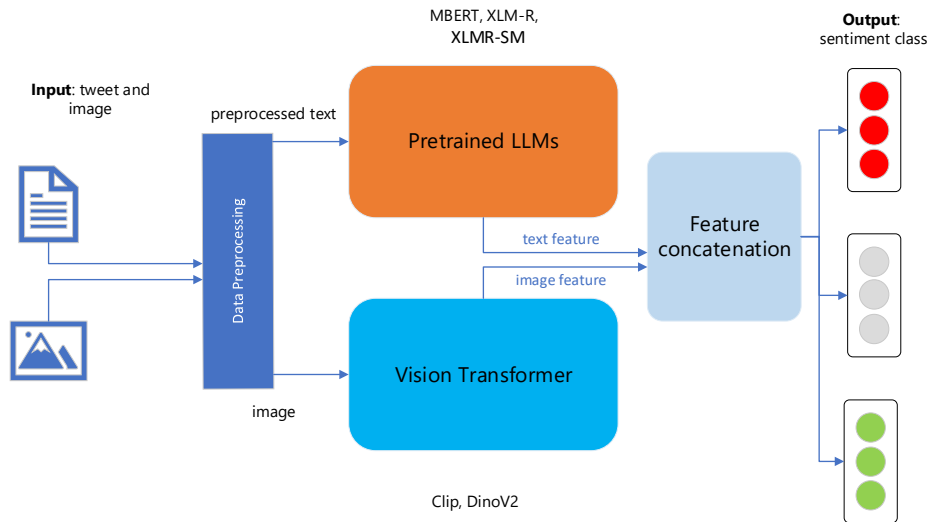 MBERT, XLM-R,
XLMR-SM
Output:
sentiment class
Input: tweet and
image
preprocessed text
Pretrained LLMs
Data Preprocessing
text feature
image feature
Feature
concatenation
Vision Transformer
image
Clip, DinoV2